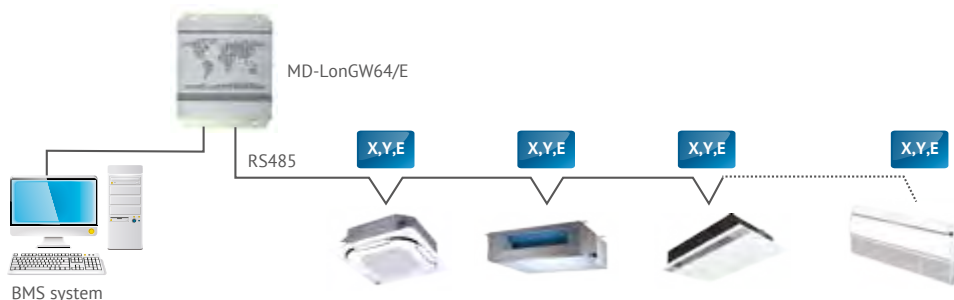 MD-LonGW64/E
RS485
X,Y,E
X,Y,E
X,Y,E
X,Y,E
BMS system